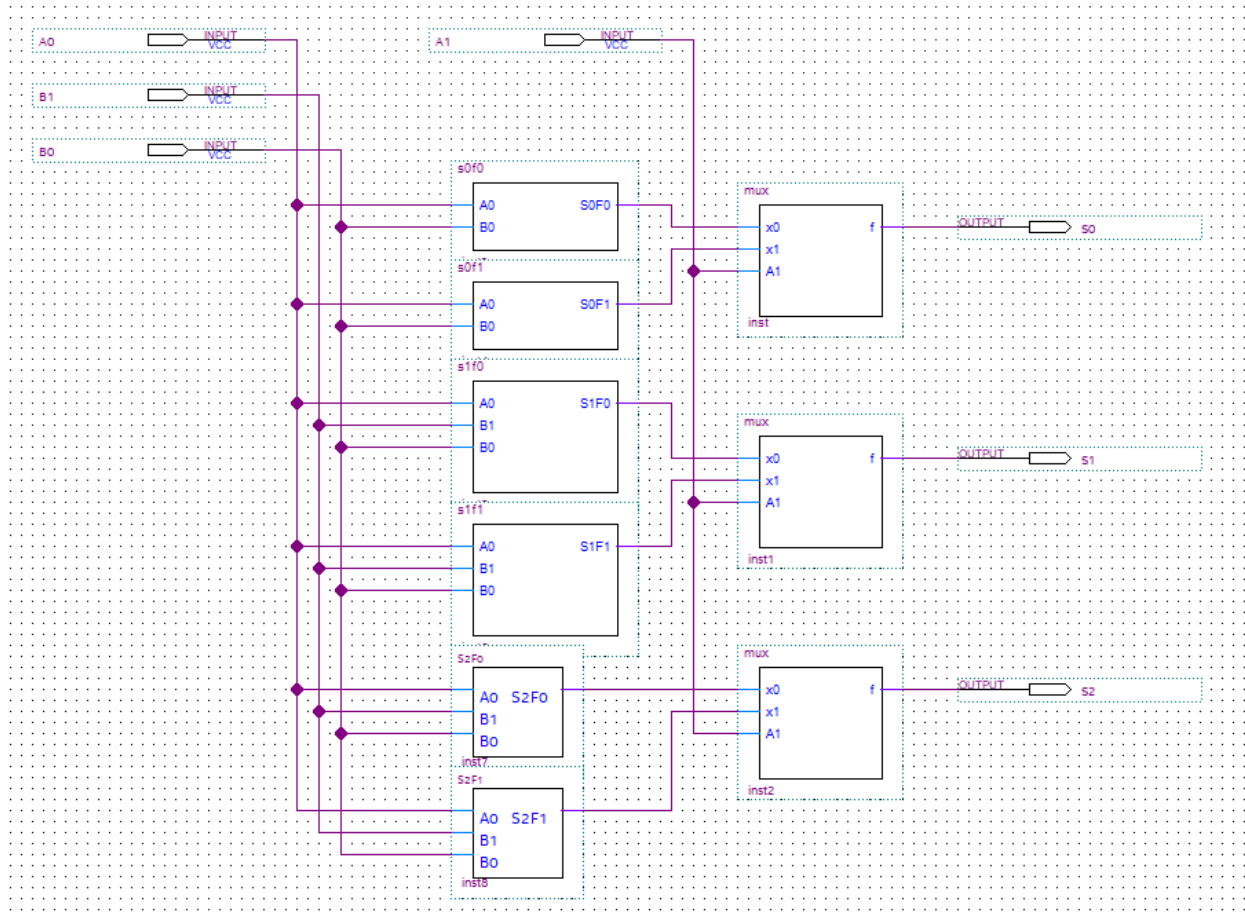 A0 INPUT VCC A1 INPUT VCC
B1 INPUT VCC
B0 INPUT VCC
s0f0
A0 S0F0
B0
mux
x0 f OUTPUT S0
x1
A1
inst
s0f1
A0 S0F1
B0
s1f0
A0 S1F0
B1
B0
mux
x0 f OUTPUT S1
x1
A1
inst1
s1f1
A0 S1F1
B1
B0
S2F0
A0 S2F0
B1
B0
inst7
mux
x0 f OUTPUT S2
x1
A1
inst2
S2F1
A0 S2F1
B1
B0
inst8